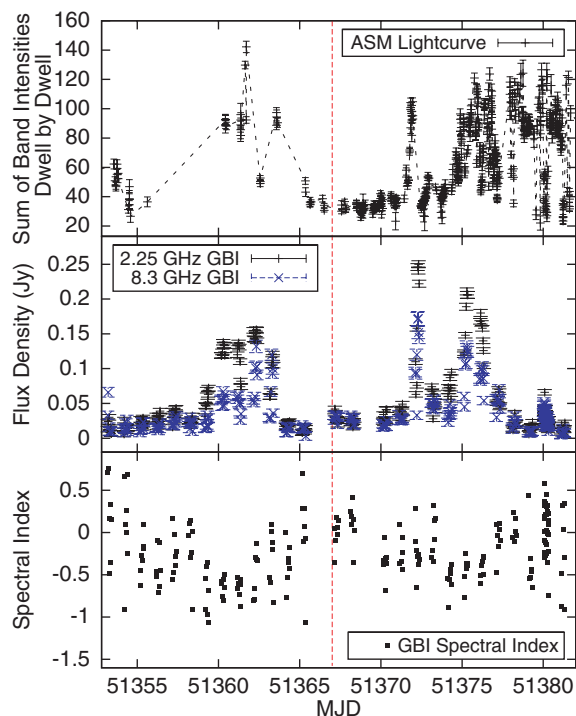 Sum of Band Intensities
Dwell by Dwell
160
140
120
100
80
60
40
20
ASM Lightcurve
Flux Density (Jy)
0.25
0.2
0.15
0.1
0.05
0
2.25 GHz GBI
8.3 GHz GBI
Spectral Index
0.5
0
-0.5
-1
-1.5
GBI Spectral Index
51355 51360 51365 51370 51375 51380
MJD